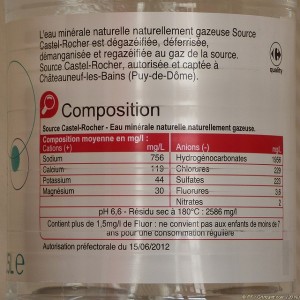 L'eau minérale naturelle naturellement gazeuse Source
Castel-Rocher est dégazéifiée, déferrisée,
démanganisée et regazéifiée au gaz de la source.
Source Castel-Rocher, autorisée et captée à
Châteauneuf-les-Bains (Puy-de-Dôme).
quality
Composition
Source Castel-Rocher - Eau minérale naturelle naturellement gazeuse.
Composition moyenne en mg/l :
Cations (+) mg/L Anions (-) mg/L
Sodium 756 Hydrogénocarbonates
Calcium Chlorures 229
Potassium 44 Sulfates 223
Magnésium 30 Fluorures
Nitrates 2
pH 6,6 - Résidu sec à 180°C : 2586 mg/l
Contient plus de 1,5mg/l de Fluor : ne convient pas aux enfants de moins de 7
ans pour une consommation régulière
Autorisation préfectorale du 15/06/2012